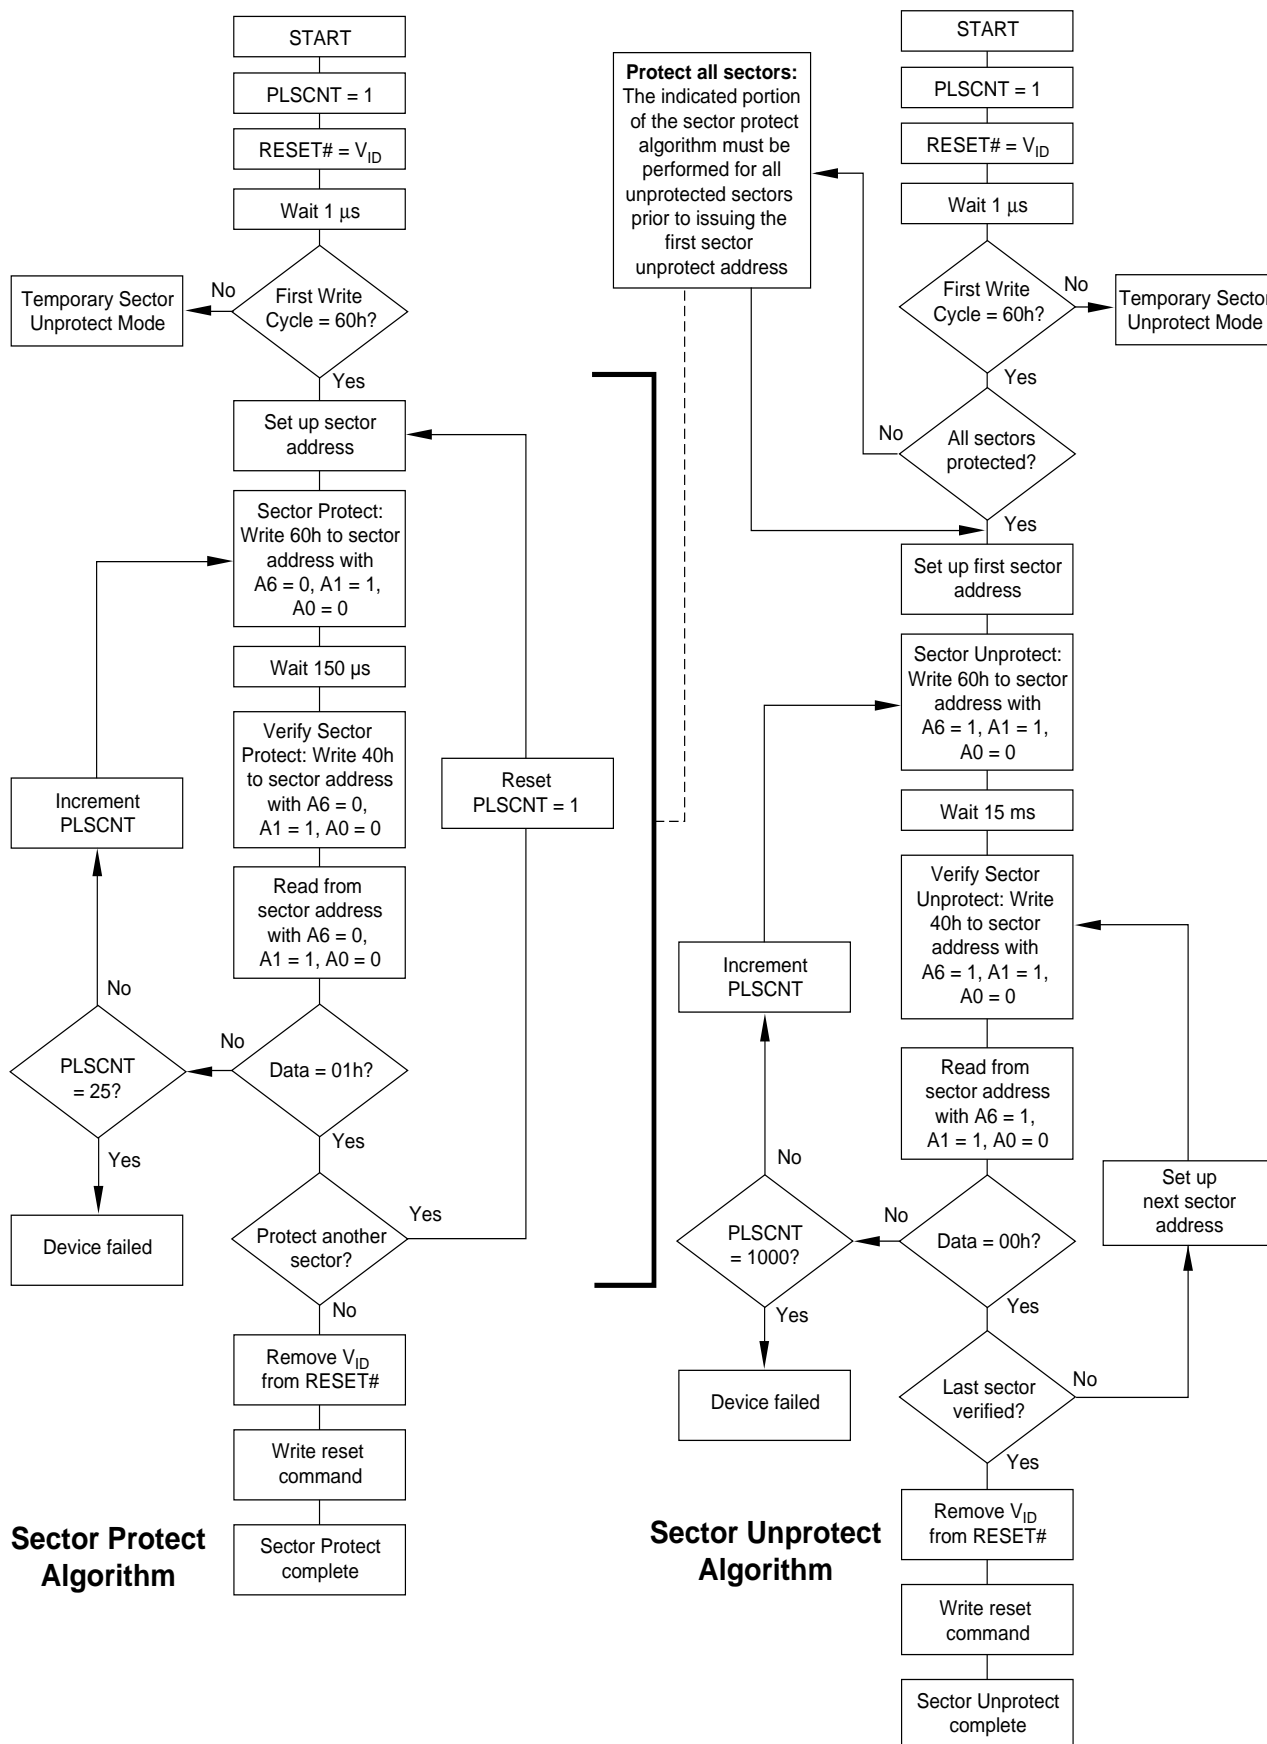 START
PLSCNT = 1
RESET# = VID
Wait 1 μs
First Write
Cycle = 60h?
No
Temporary Sector
Unprotect Mode
Yes
Set up sector
address
Sector Protect:
Write 60h to sector
address with
A6 = 0, A1 = 1,
A0 = 0
Wait 150 μs
Verify Sector
Protect: Write 40h
to sector address
with A6 = 0,
A1 = 1, A0 = 0
Increment
PLSCNT
Reset
PLSCNT = 1
Read from
sector address
with A6 = 0,
A1 = 1, A0 = 0
No
PLSCNT
= 25?
No
Data = 01h?
Yes
Yes
Device failed
Protect another
sector?
Yes
No
Remove VID
from RESET#
Write reset
command
Sector Protect
complete
Sector Protect
Algorithm
Protect all sectors:
The indicated portion
of the sector protect
algorithm must be
performed for all
unprotected sectors
prior to issuing the
first sector
unprotect address
START
PLSCNT = 1
RESET# = VID
Wait 1 μs
First Write
Cycle = 60h?
No
Temporary Sector
Unprotect Mode
Yes
No
All sectors
protected?
Yes
Set up first sector
address
Sector Unprotect:
Write 60h to sector
address with
A6 = 1, A1 = 1,
A0 = 0
Wait 15 ms
Verify Sector
Unprotect: Write
40h to sector
address with
A6 = 1, A1 = 1,
A0 = 0
Increment
PLSCNT
Read from
sector address
with A6 = 1,
A1 = 1, A0 = 0
No
Set up
next sector
address
PLSCNT
= 1000?
No
Data = 00h?
Yes
Yes
Device failed
Last sector
verified?
No
Yes
Remove VID
from RESET#
Write reset
command
Sector Unprotect
complete
Sector Unprotect
Algorithm